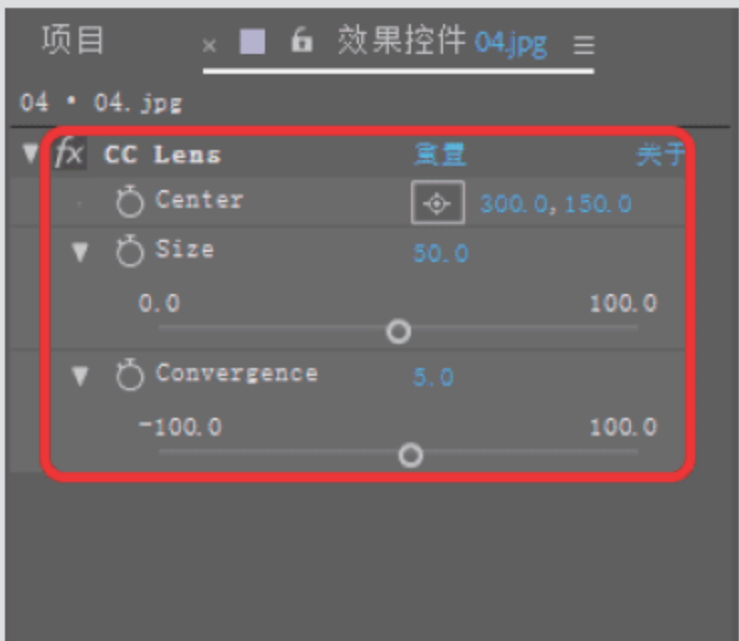 项目 × 效果控件 04.jpg ≡
04 • 04.jpg
fx CC Lens 重置 关于
Center 300.0,150.0
Size 50.0
0.0 100.0
Convergence 5.0
-100.0 100.0